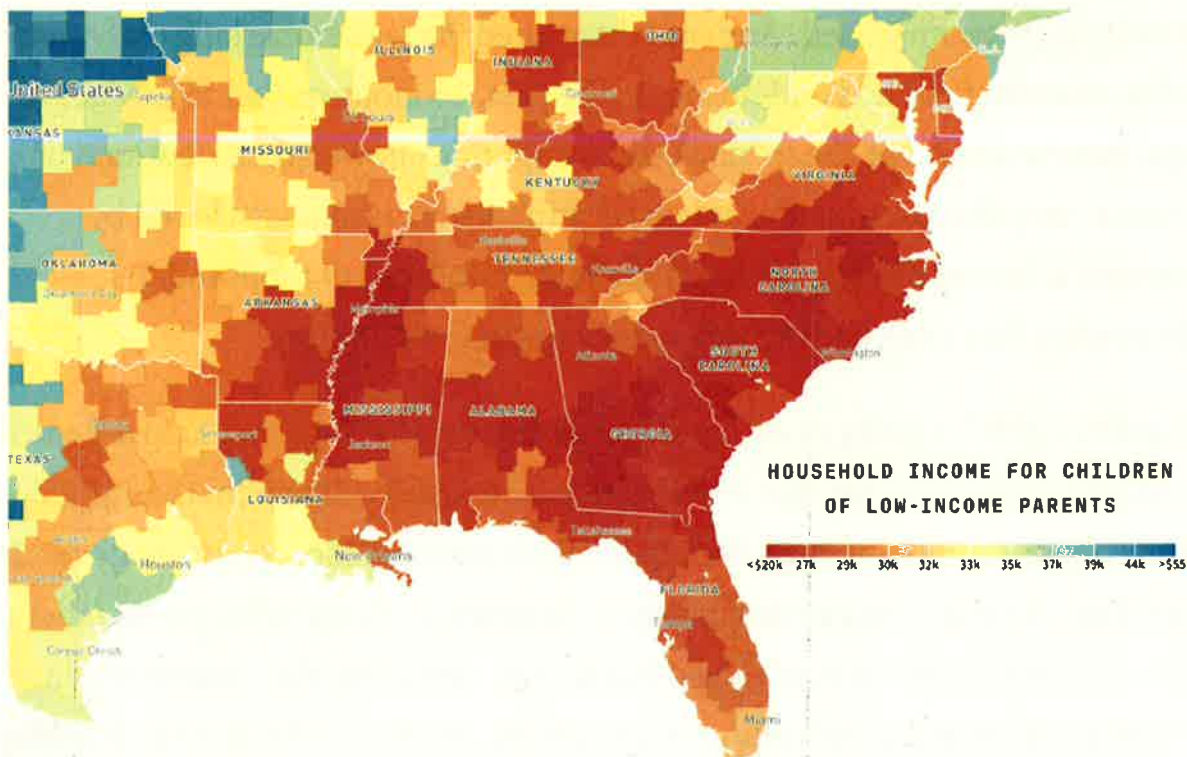 ILLINOIS
OHIO
INDIANA
United States
Topeka
Cincinnati
St Louis
KANSAS
MISSOURI
KENTUCKY
VIRGINIA
Nashville
TENNESSEE
Knoxville
OKLAHOMA
NORTH
CAROLINA
ARKANSAS
Memphis
Atlanta
SOUTH
CAROLINA
Wilmington
MISSISSIPPI
ALABAMA
GEORGIA
Dallas
Shreveport
Jackson
TEXAS
HOUSEHOLD INCOME FOR CHILDREN
OF LOW-INCOME PARENTS
LOUISIANA
Tallahassee
Austin
New Orleans
Houston
<$20k 27k 29k 30k 32k 33k 35k 37k 39k 44k >$55
FLORIDA
Tampa
Corpus Christi
Miami